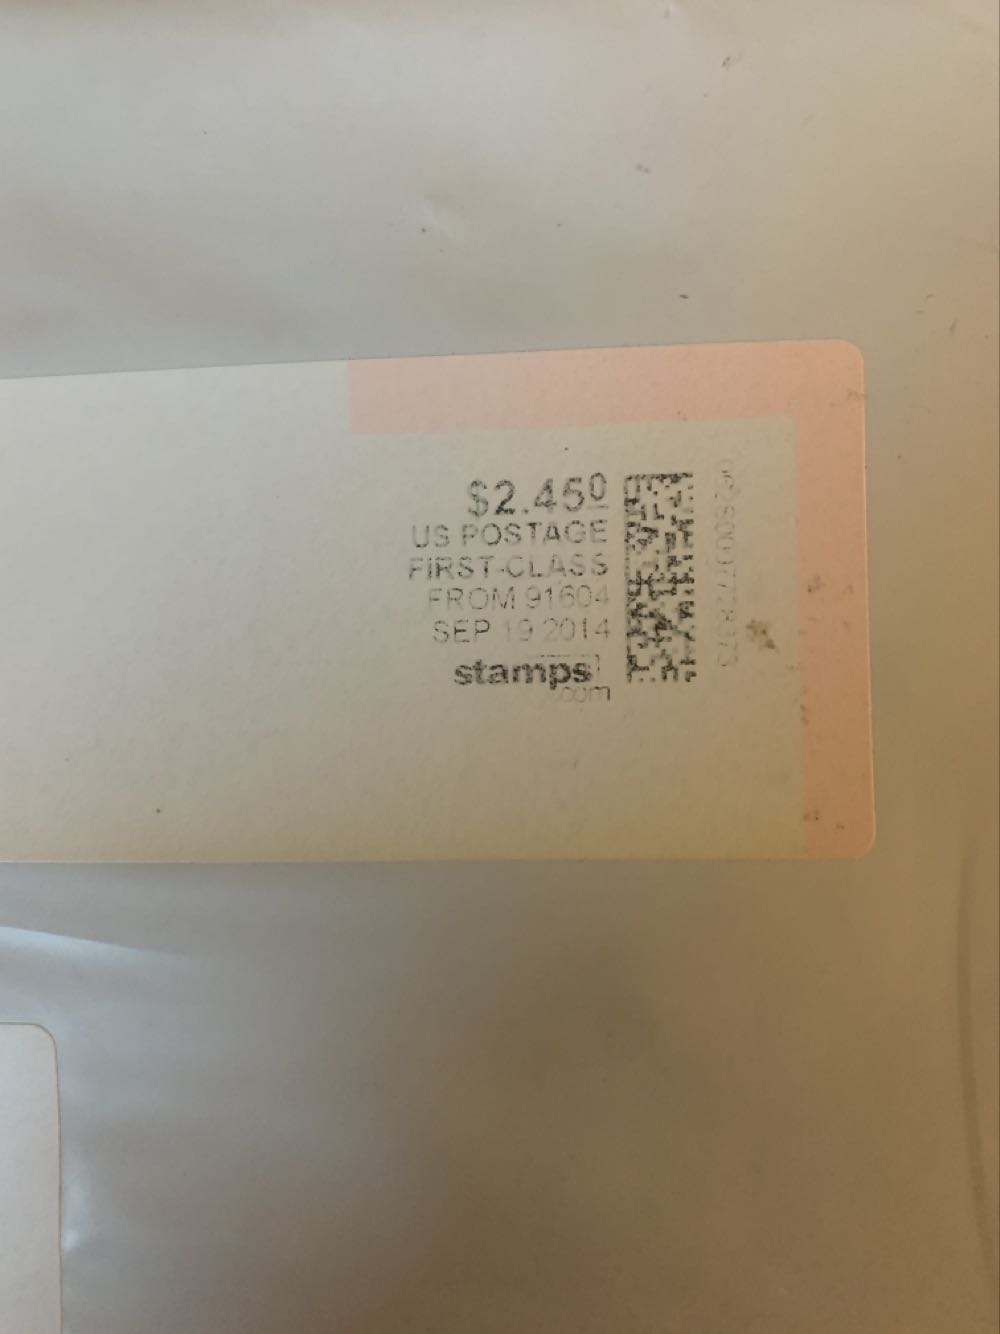 $2.450
US POSTAGE
FIRST-CLASS
FROM 91604
SEP 19 2014
stamps
.com